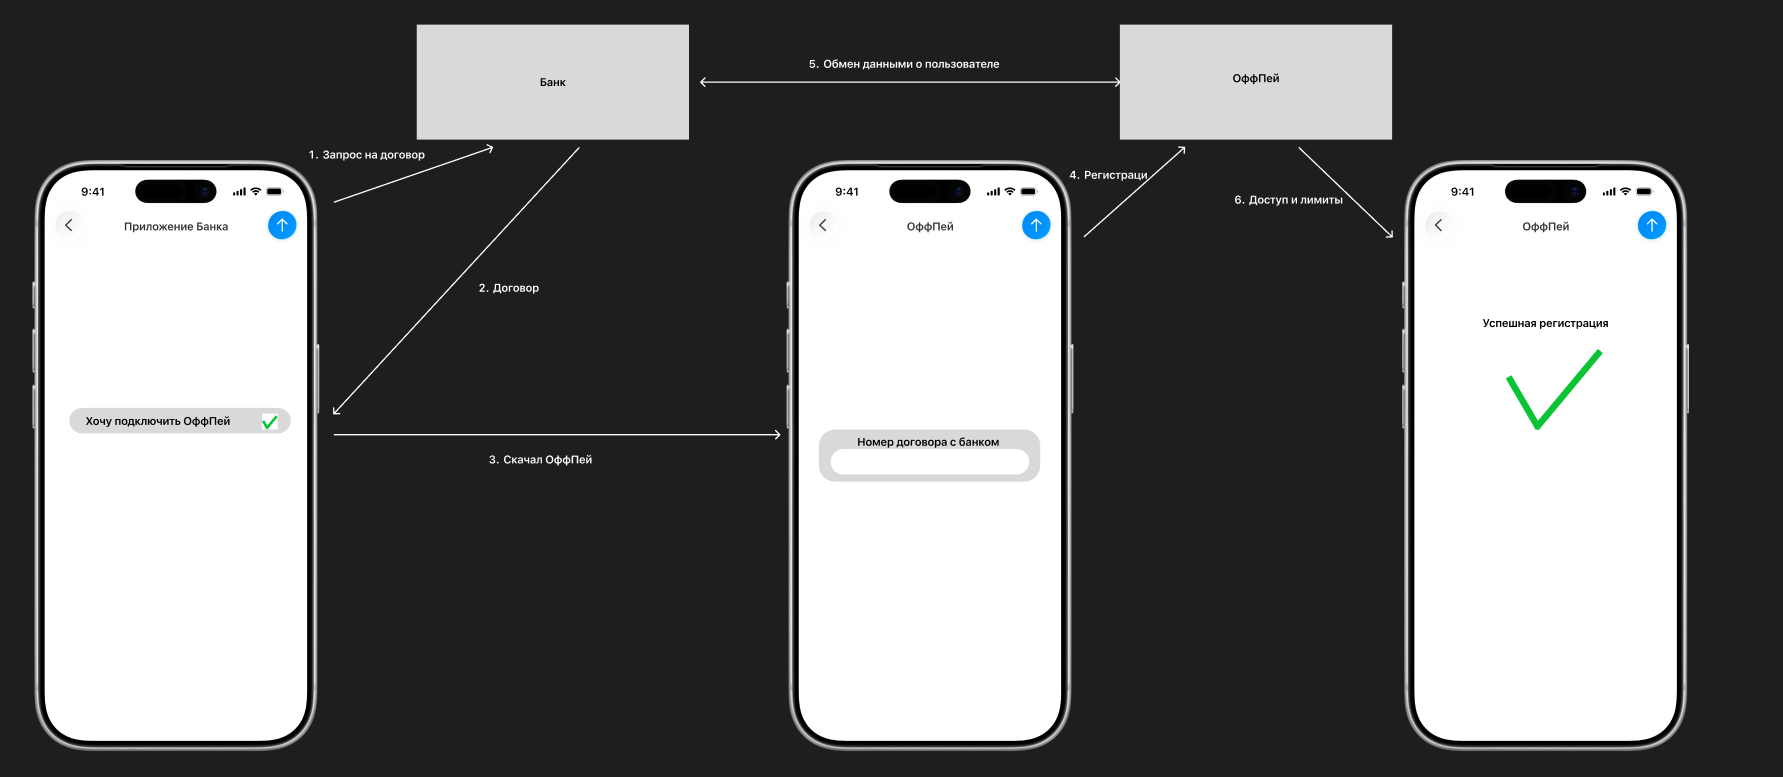 Банк
5. Обмен данными о пользователе
ОффПей
1. Запрос на договор
4. Регистраци
6. Доступ и лимиты
2. Договор
3. Скачал ОффПей
9:41
Приложение Банка
Хочу подключить ОффПей
9:41
ОффПей
Номер договора с банком
9:41
ОффПей
Успешная регистрация